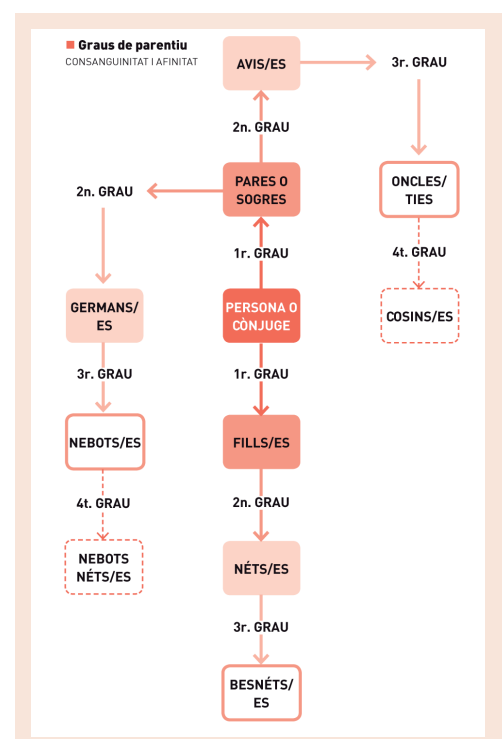 Graus de parentiu
CONSANGUINITAT I AFINITAT
AVIS/ES
3r. GRAU
2n. GRAU
2n. GRAU
PARES O
SOGRES
ONCLES/
TIES
1r. GRAU
4t. GRAU
GERMANS/
ES
PERSONA O
CÒNJUGE
COSINS/ES
3r. GRAU
1r. GRAU
NEBOTS/ES
FILLS/ES
4t. GRAU
2n. GRAU
NEBOTS
NÉTS/ES
NÉTS/ES
3r. GRAU
BESNÉTS/
ES